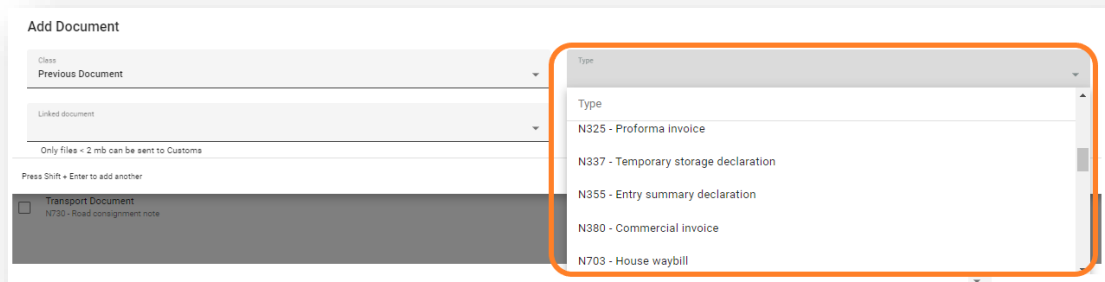 Add Document
Class
Previous Document
Type
Linked document
Only files < 2 mb can be sent to Customs
Press Shift + Enter to add another
Transport Document
N730 - Road consignment note
Type
N325 - Proforma invoice
N337 - Temporary storage declaration
N355 - Entry summary declaration
N380 - Commercial invoice
N703 - House waybill